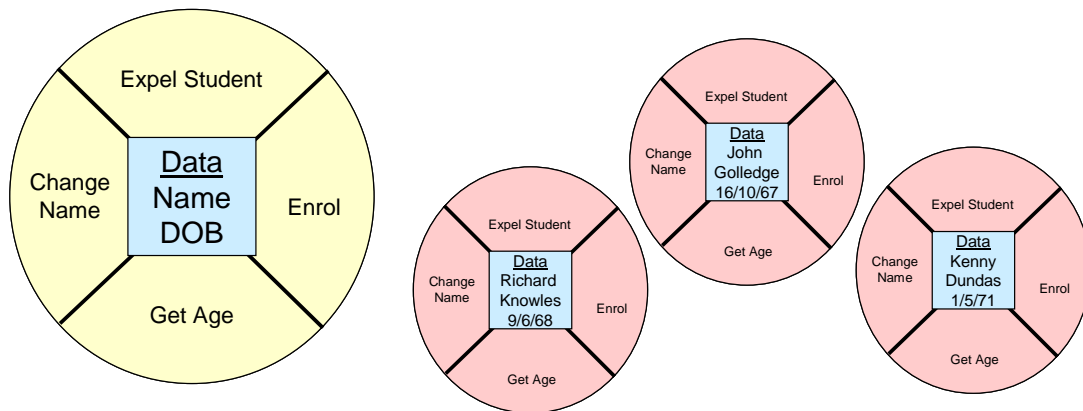 Expel Student
Change
Name
Data
Name
DOB
Enrol
Get Age
Expel Student
Change
Name
Data
Richard
Knowles
9/6/68
Enrol
Get Age
Expel Student
Change
Name
Data
John
Golledge
16/10/67
Enrol
Get Age
Expel Student
Change
Name
Data
Kenny
Dundas
1/5/71
Enrol
Get Age